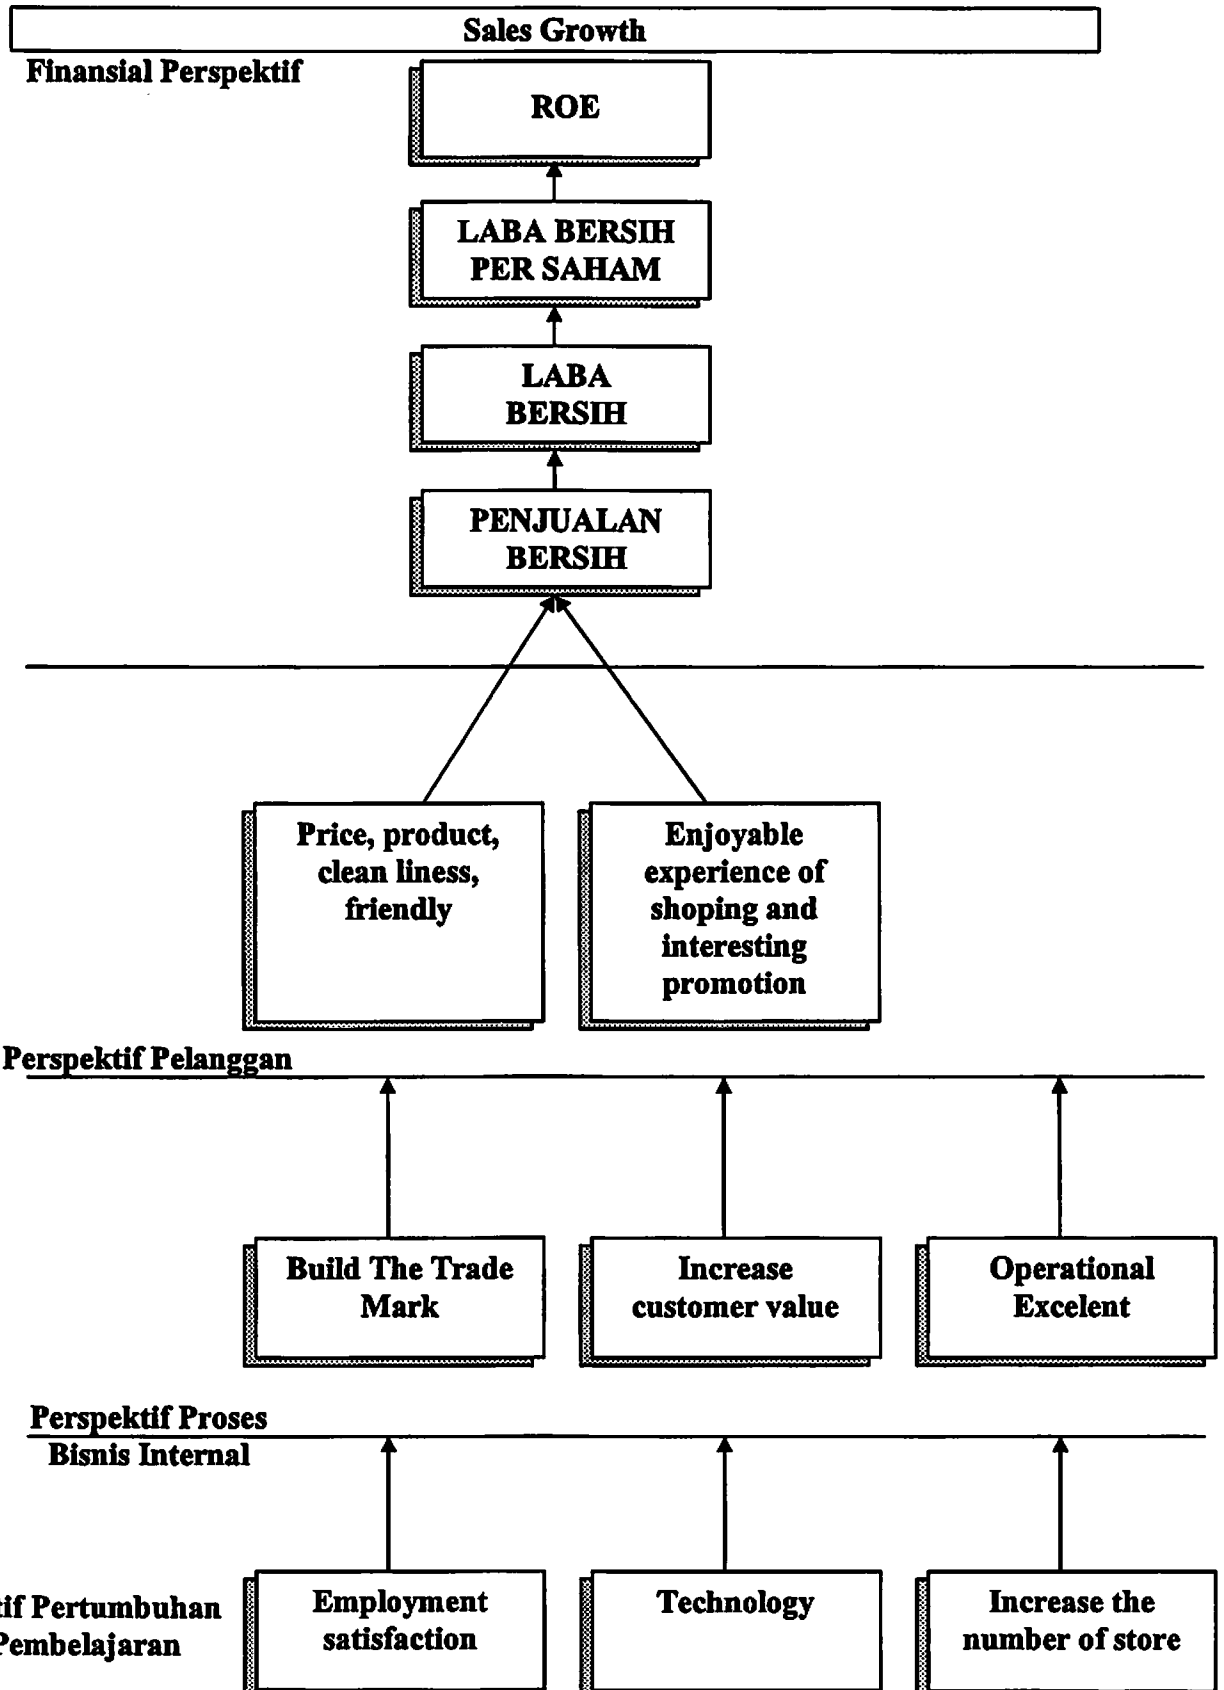 Sales Growth
Finansial Perspektif
ROE
LABA BERSIH
PER SAHAM
LABA
BERSIH
PENJUALAN
BERSIH
Price, product,
clean liness,
friendly
Enjoyable
experience of
shoping and
interesting
promotion
Perspektif Pelanggan
Build The Trade
Mark
Increase
customer value
Operational
Excelent
Perspektif Proses
Bisnis Internal
Pertumbuhan
Pembelajaran
Employment
satisfaction
Technology
Increase the
number of store